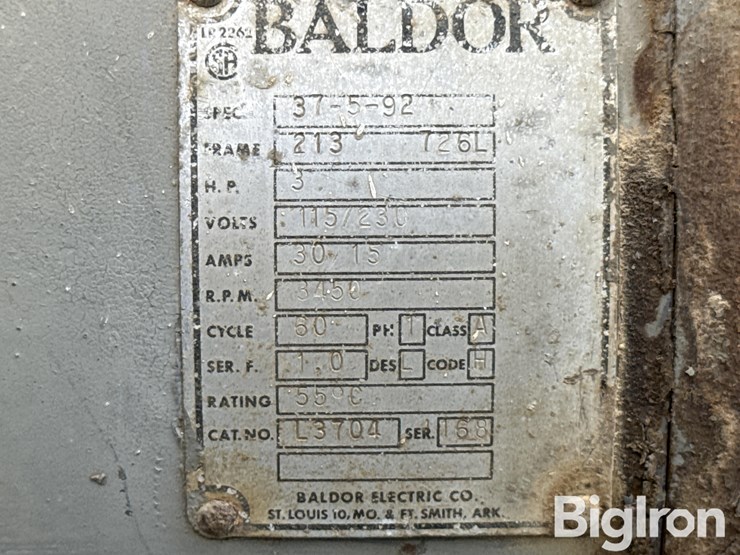 LR2262
BALDOR
SPEC. 37-5-92
FRAME 213 726L
H.P. 3
VOLTS 115/230
AMPS 30 15
R.P.M. 3450
CYCLE 60 PH 1 CLASS A
SER. F. 1.0 DES L CODE H
RATING 55°C
CAT.NO. L3704 SER. 1168
BALDOR ELECTRIC CO.
ST. LOUIS 10, MO. & FT. SMITH, ARK.
BigIron